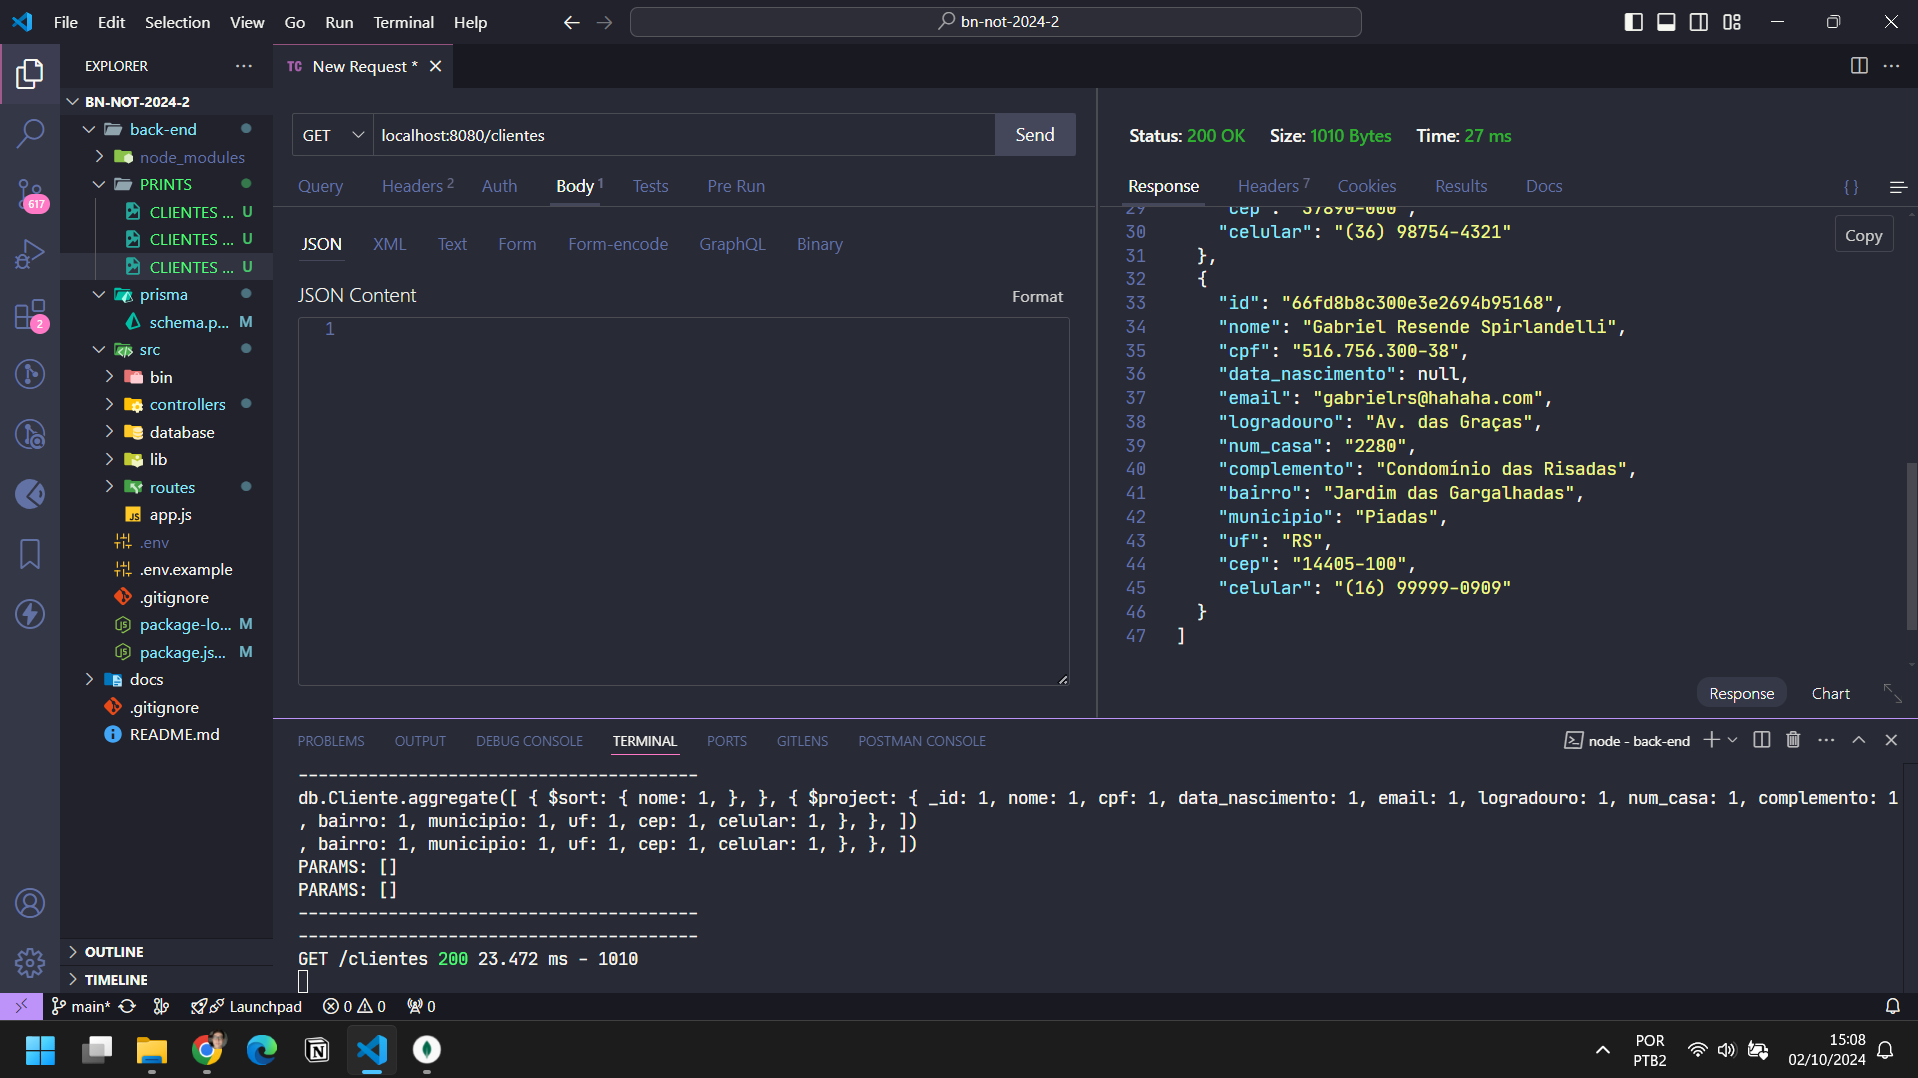 File Edit Selection View Go Run Terminal Help
bn-not-2024-2
EXPLORER
TC New Request *
BN-NOT-2024-2
back-end
node_modules
PRINTS
CLIENTES ... U
CLIENTES ... U
CLIENTES ... U
prisma
schema.p... M
src
bin
controllers
database
lib
routes
JS app.js
.env
.env.example
.gitignore
package-lo... M
package.js... M
docs
.gitignore
README.md
OUTLINE
TIMELINE
617
2
GET localhost:8080/clientes Send
Query Headers 2 Auth Body 1 Tests Pre Run
JSON XML Text Form Form-encode GraphQL Binary
JSON Content Format
1
Status: 200 OK Size: 1010 Bytes Time: 27 ms
Response Headers 7 Cookies Results Docs { }
Copy
29 "cep": "37890-000",
30 "celular": "(36) 98754-4321"
31 },
32 {
33 "id": "66fd8b8c300e3e2694b95168",
34 "nome": "Gabriel Resende Spirlandelli",
35 "cpf": "516.756.300-38",
36 "data_nascimento": null,
37 "email": "gabrielrs@hahaha.com",
38 "logradouro": "Av. das Graças",
39 "num_casa": "2280",
40 "complemento": "Condomínio das Risadas",
41 "bairro": "Jardim das Gargalhadas",
42 "municipio": "Piadas",
43 "uf": "RS",
44 "cep": "14405-100",
45 "celular": "(16) 99999-0909"
46 }
47 ]
Response Chart
PROBLEMS OUTPUT DEBUG CONSOLE TERMINAL PORTS GITLENS POSTMAN CONSOLE
node - back-end
----------------------------------------
db.Cliente.aggregate([ { $sort: { nome: 1, }, }, { $project: { _id: 1, nome: 1, cpf: 1, data_nascimento: 1, email: 1, logradouro: 1, num_casa: 1, complemento: 1
, bairro: 1, municipio: 1, uf: 1, cep: 1, celular: 1, }, }, ])
, bairro: 1, municipio: 1, uf: 1, cep: 1, celular: 1, }, }, ])
PARAMS: []
PARAMS: []
----------------------------------------
----------------------------------------
GET /clientes 200 23.472 ms - 1010
main* Launchpad 0 0 0
POR
PTB2
15:08
02/10/2024